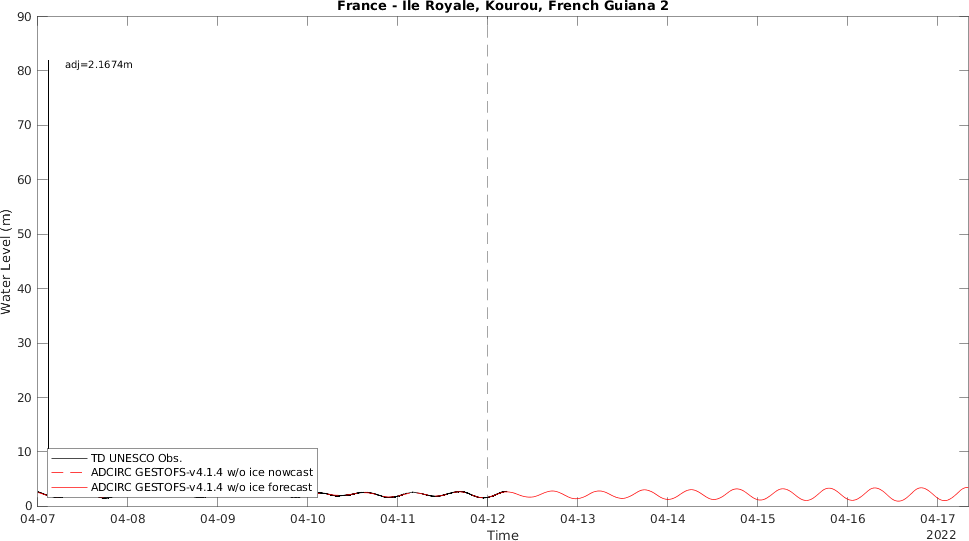 France - Ile Royale, Kourou, French Guiana 2
90
80
70
60
50
40
30
20
10
0
Water Level (m)
adj=2.1674m
TD UNESCO Obs.
ADCIRC GESTOFS-v4.1.4 w/o ice nowcast
ADCIRC GESTOFS-v4.1.4 w/o ice forecast
04-07 04-08 04-09 04-10 04-11 04-12 04-13 04-14 04-15 04-16 04-17
2022
Time